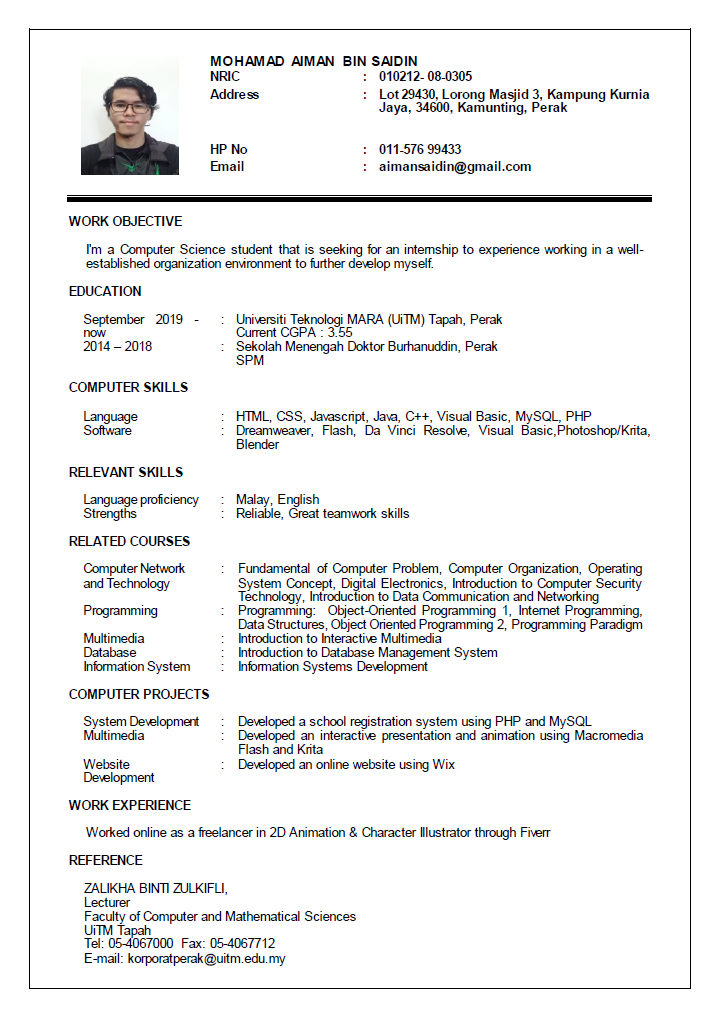 MOHAMAD AIMAN BIN SAIDIN
NRIC : 010212- 08-0305
Address : Lot 29430, Lorong Masjid 3, Kampung Kurnia
Jaya, 34600, Kamunting, Perak
HP No : 011-576 99433
Email : aimansaidin@gmail.com
WORK OBJECTIVE
I'm a Computer Science student that is seeking for an internship to experience working in a well-
established organization environment to further develop myself.
EDUCATION
September 2019 - : Universiti Teknologi MARA (UiTM) Tapah, Perak
now Current CGPA : 3.55
2014 – 2018 : Sekolah Menengah Doktor Burhanuddin, Perak
SPM
COMPUTER SKILLS
Language : HTML, CSS, Javascript, Java, C++, Visual Basic, MySQL, PHP
Software : Dreamweaver, Flash, Da Vinci Resolve, Visual Basic,Photoshop/Krita,
Blender
RELEVANT SKILLS
Language proficiency : Malay, English
Strengths : Reliable, Great teamwork skills
RELATED COURSES
Computer Network : Fundamental of Computer Problem, Computer Organization, Operating
and Technology System Concept, Digital Electronics, Introduction to Computer Security
Technology, Introduction to Data Communication and Networking
Programming : Programming: Object-Oriented Programming 1, Internet Programming,
Data Structures, Object Oriented Programming 2, Programming Paradigm
Multimedia : Introduction to Interactive Multimedia
Database : Introduction to Database Management System
Information System : Information Systems Development
COMPUTER PROJECTS
System Development : Developed a school registration system using PHP and MySQL
Multimedia : Developed an interactive presentation and animation using Macromedia
Flash and Krita
Website : Developed an online website using Wix
Development
WORK EXPERIENCE
Worked online as a freelancer in 2D Animation & Character Illustrator through Fiverr
REFERENCE
ZALIKHA BINTI ZULKIFLI,
Lecturer
Faculty of Computer and Mathematical Sciences
UiTM Tapah
Tel: 05-4067000 Fax: 05-4067712
E-mail: korporatperak@uitm.edu.my